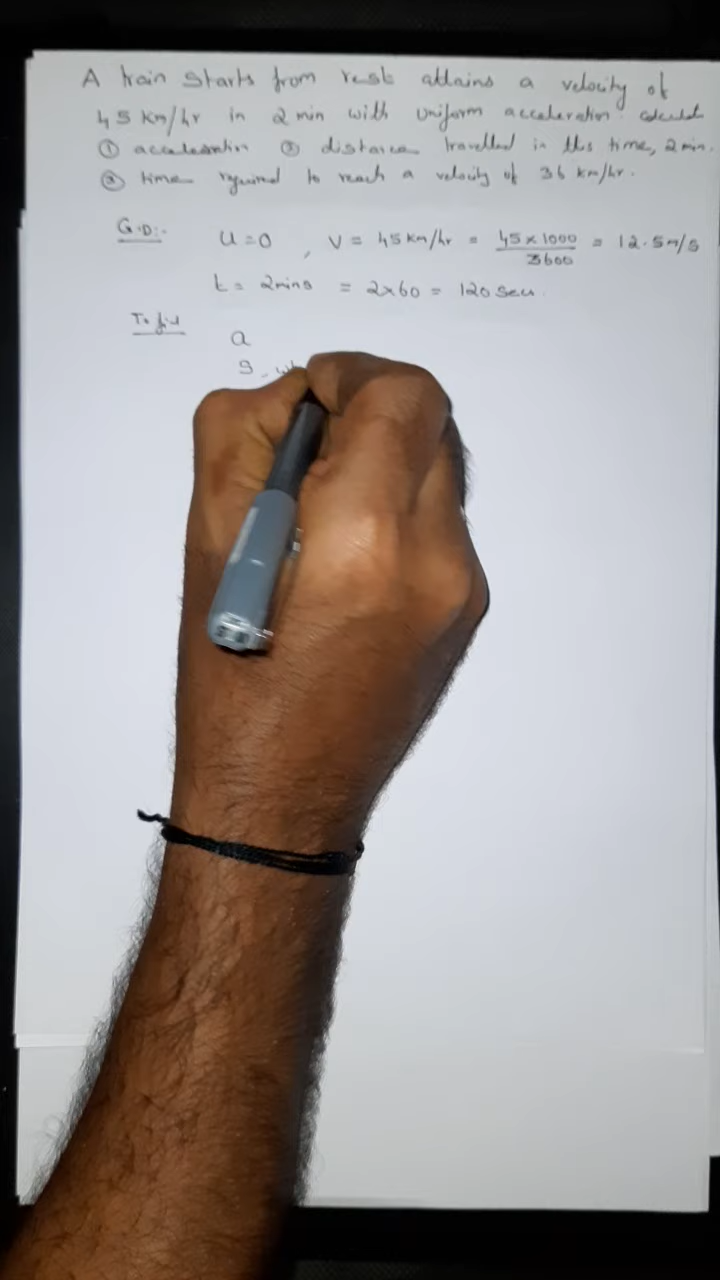 A train starts from rest attains a velocity of
45 Km/hr in 2 min with uniform acceleration. calculate
① acceleration ② distance travelled in this time, 2 min.
③ time required to reach a velocity of 36 km/hr.
G.D:- u = 0 , V = 45 Km/hr = 45 x 1000 / 3600 = 12.5 m/s
t = 2 mins = 2x60 = 120 Sec.
To find a
S - wh